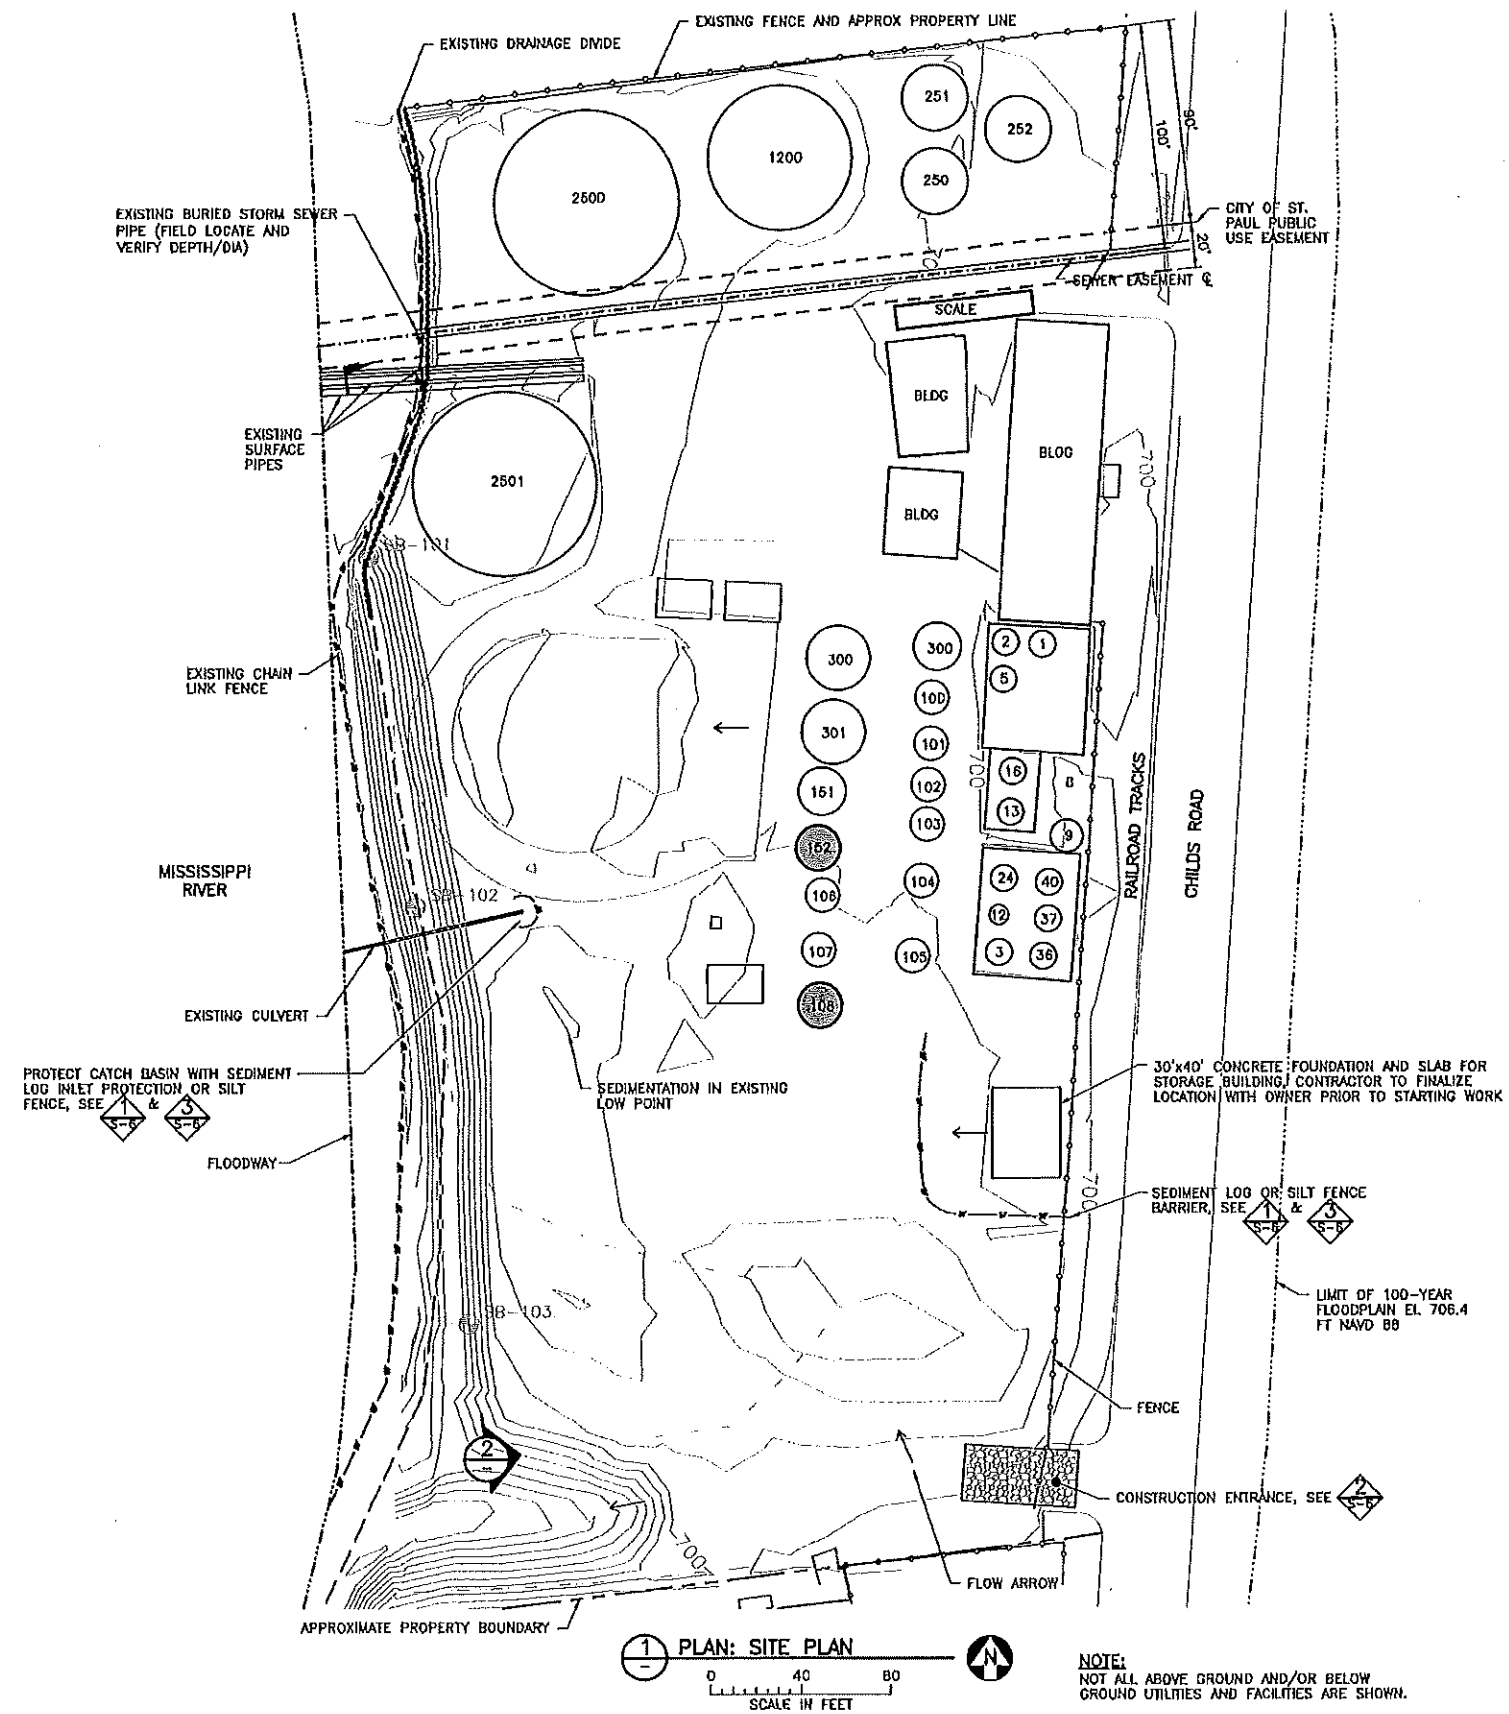 EXISTING FENCE AND APPROX PROPERTY LINE
EXISTING DRAINAGE DIVIDE
251
252
1200
250
2500
100'
90'
EXISTING BURIED STORM SEWER
PIPE (FIELD LOCATE AND
VERIFY DEPTH/DIA)
CITY OF ST.
PAUL PUBLIC
USE EASEMENT
20'
SEWER EASEMENT ℄
SCALE
BLDG
BLDG
BLDG
700
EXISTING
SURFACE
PIPES
2501
SB-101
EXISTING CHAIN
LINK FENCE
300
300
2
1
5
100
301
101
700
16
8
151
102
13
103
9
152
RAILROAD TRACKS
CHILDS ROAD
MISSISSIPPI
RIVER
SB-102
106
104
24
40
12
37
107
105
3
36
108
EXISTING CULVERT
PROTECT CATCH BASIN WITH SEDIMENT
LOG INLET PROTECTION OR SILT
FENCE, SEE 1 S-6 & 3 S-6
SEDIMENTATION IN EXISTING
LOW POINT
30'x40' CONCRETE FOUNDATION AND SLAB FOR
STORAGE BUILDING, CONTRACTOR TO FINALIZE
LOCATION WITH OWNER PRIOR TO STARTING WORK
FLOODWAY
700
SEDIMENT LOG OR SILT FENCE
BARRIER, SEE 1 S-6 & 3 S-6
SB-103
LIMIT OF 100-YEAR
FLOODPLAIN EL 706.4
FT NAVD 88
FENCE
2
CONSTRUCTION ENTRANCE, SEE 2 S-6
700
FLOW ARROW
APPROXIMATE PROPERTY BOUNDARY
1 PLAN: SITE PLAN
N
0 40 80
SCALE IN FEET
NOTE:
NOT ALL ABOVE GROUND AND/OR BELOW
GROUND UTILITIES AND FACILITIES ARE SHOWN.